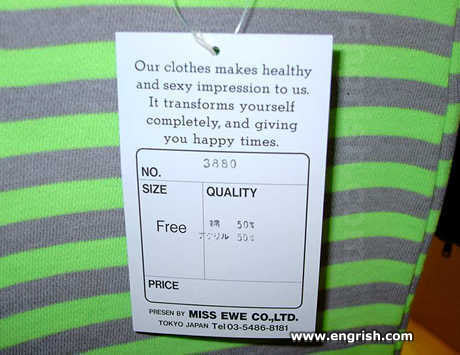 Our clothes makes healthy
and sexy impression to us.
It transforms yourself
completely, and giving
you happy times.
NO. 3880
SIZE QUALITY
Free
綿 50%
アクリル 50%
PRICE
PRESEN BY MISS EWE CO.,LTD.
TOKYO JAPAN Tel 03-5486-8181
www.engrish.com